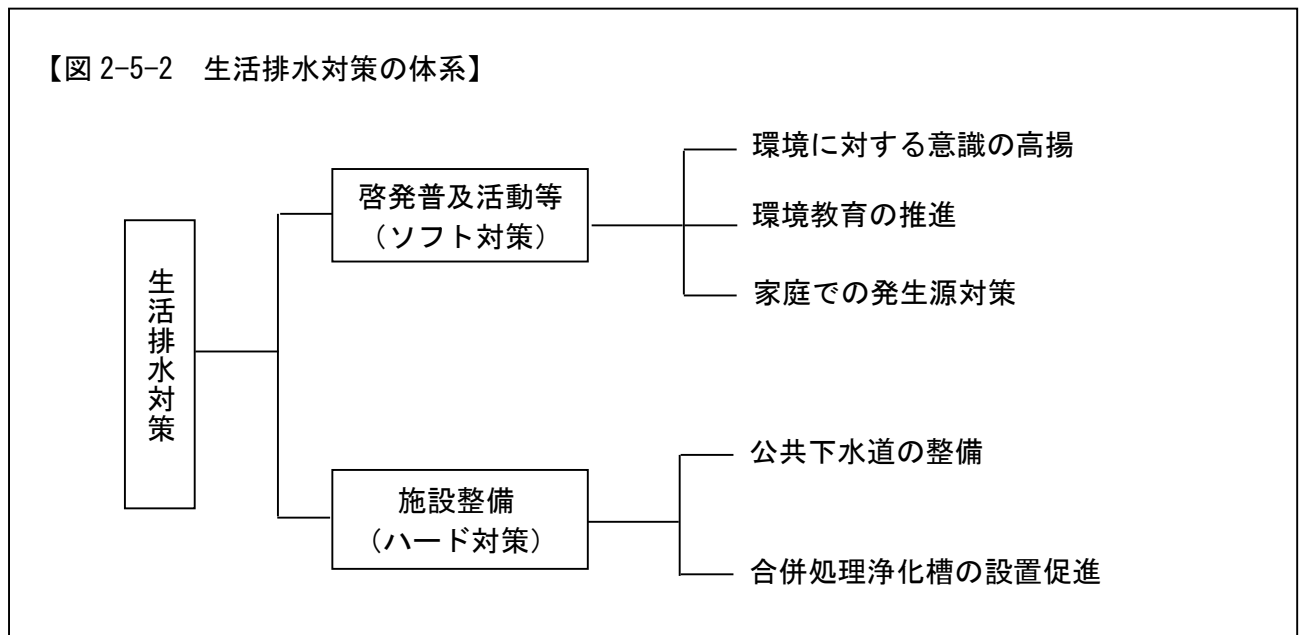 【図 2-5-2　生活排水対策の体系】
生活排水対策
啓発普及活動等
（ソフト対策）
環境に対する意識の高揚
環境教育の推進
家庭での発生源対策
施設整備
（ハード対策）
公共下水道の整備
合併処理浄化槽の設置促進